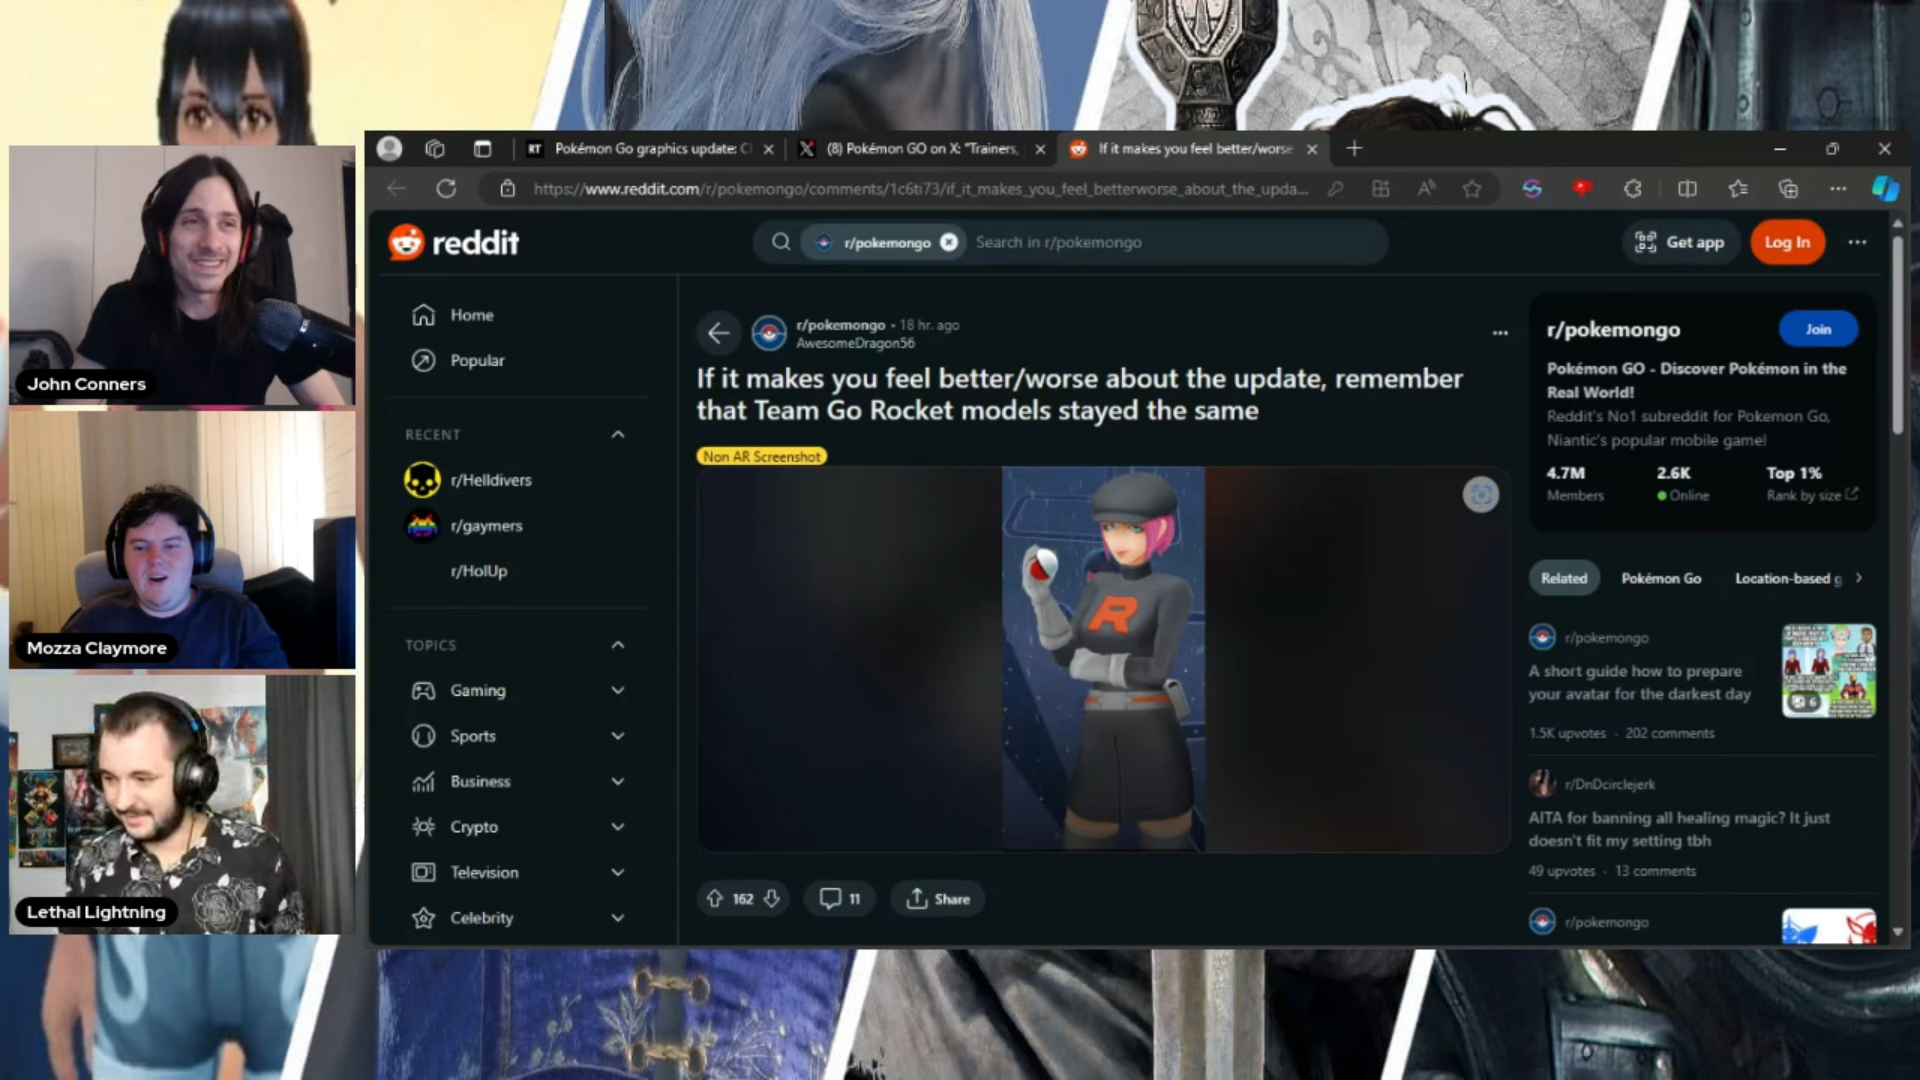 Pokémon Go graphics update: Cl
(8) Pokémon GO on X: "Trainers,
If it makes you feel better/worse
https://www.reddit.com/r/pokemongo/comments/1c6ti73/if_it_makes_you_feel_betterworse_about_the_upda...
reddit
r/pokemongo
Search in r/pokemongo
Get app
Log In
Home
Popular
RECENT
r/Helldivers
r/gaymers
r/HolUp
TOPICS
Gaming
Sports
Business
Crypto
Television
Celebrity
r/pokemongo • 18 hr. ago
AwesomeDragon56
If it makes you feel better/worse about the update, remember
that Team Go Rocket models stayed the same
Non AR Screenshot
R
162
11
Share
r/pokemongo
Join
Pokémon GO - Discover Pokémon in the
Real World!
Reddit's No1 subreddit for Pokemon Go,
Niantic's popular mobile game!
4.7M
Members
2.6K
Online
Top 1%
Rank by size
Related
Pokémon Go
Location-based g
r/pokemongo
A short guide how to prepare
your avatar for the darkest day
6
1.5K upvotes · 202 comments
r/DnDcirclejerk
AITA for banning all healing magic? It just
doesn't fit my setting tbh
49 upvotes · 13 comments
r/pokemongo
John Conners
Mozza Claymore
Lethal Lightning